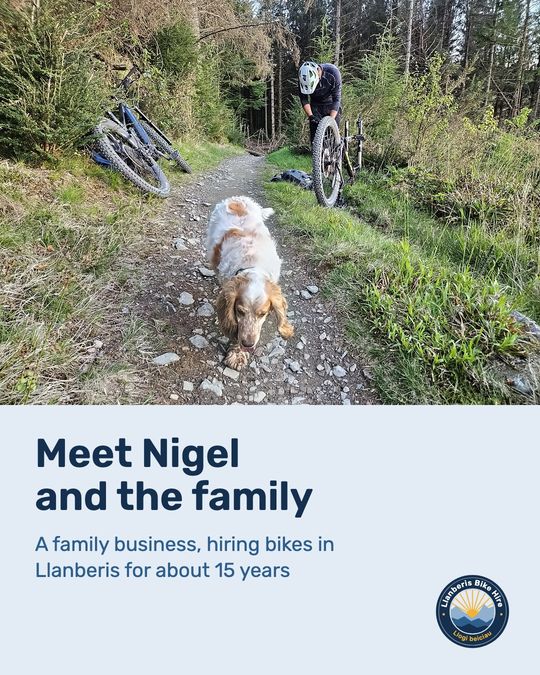 Meet Nigel
and the family
A family business, hiring bikes in
Llanberis for about 15 years
Llanberis Bike Hire
Llogi beiciau